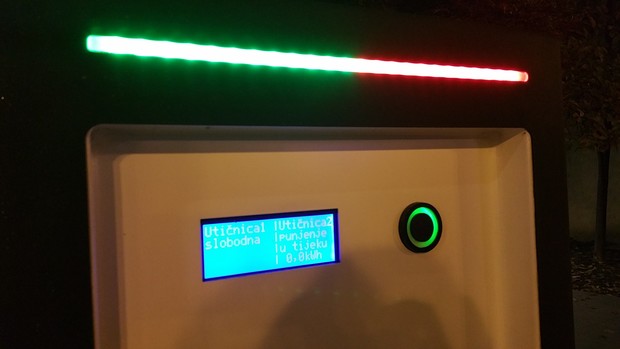 Utičnica1 |Utičnica2
slobodna |punjenje
|u tijeku
| 0,0kWh